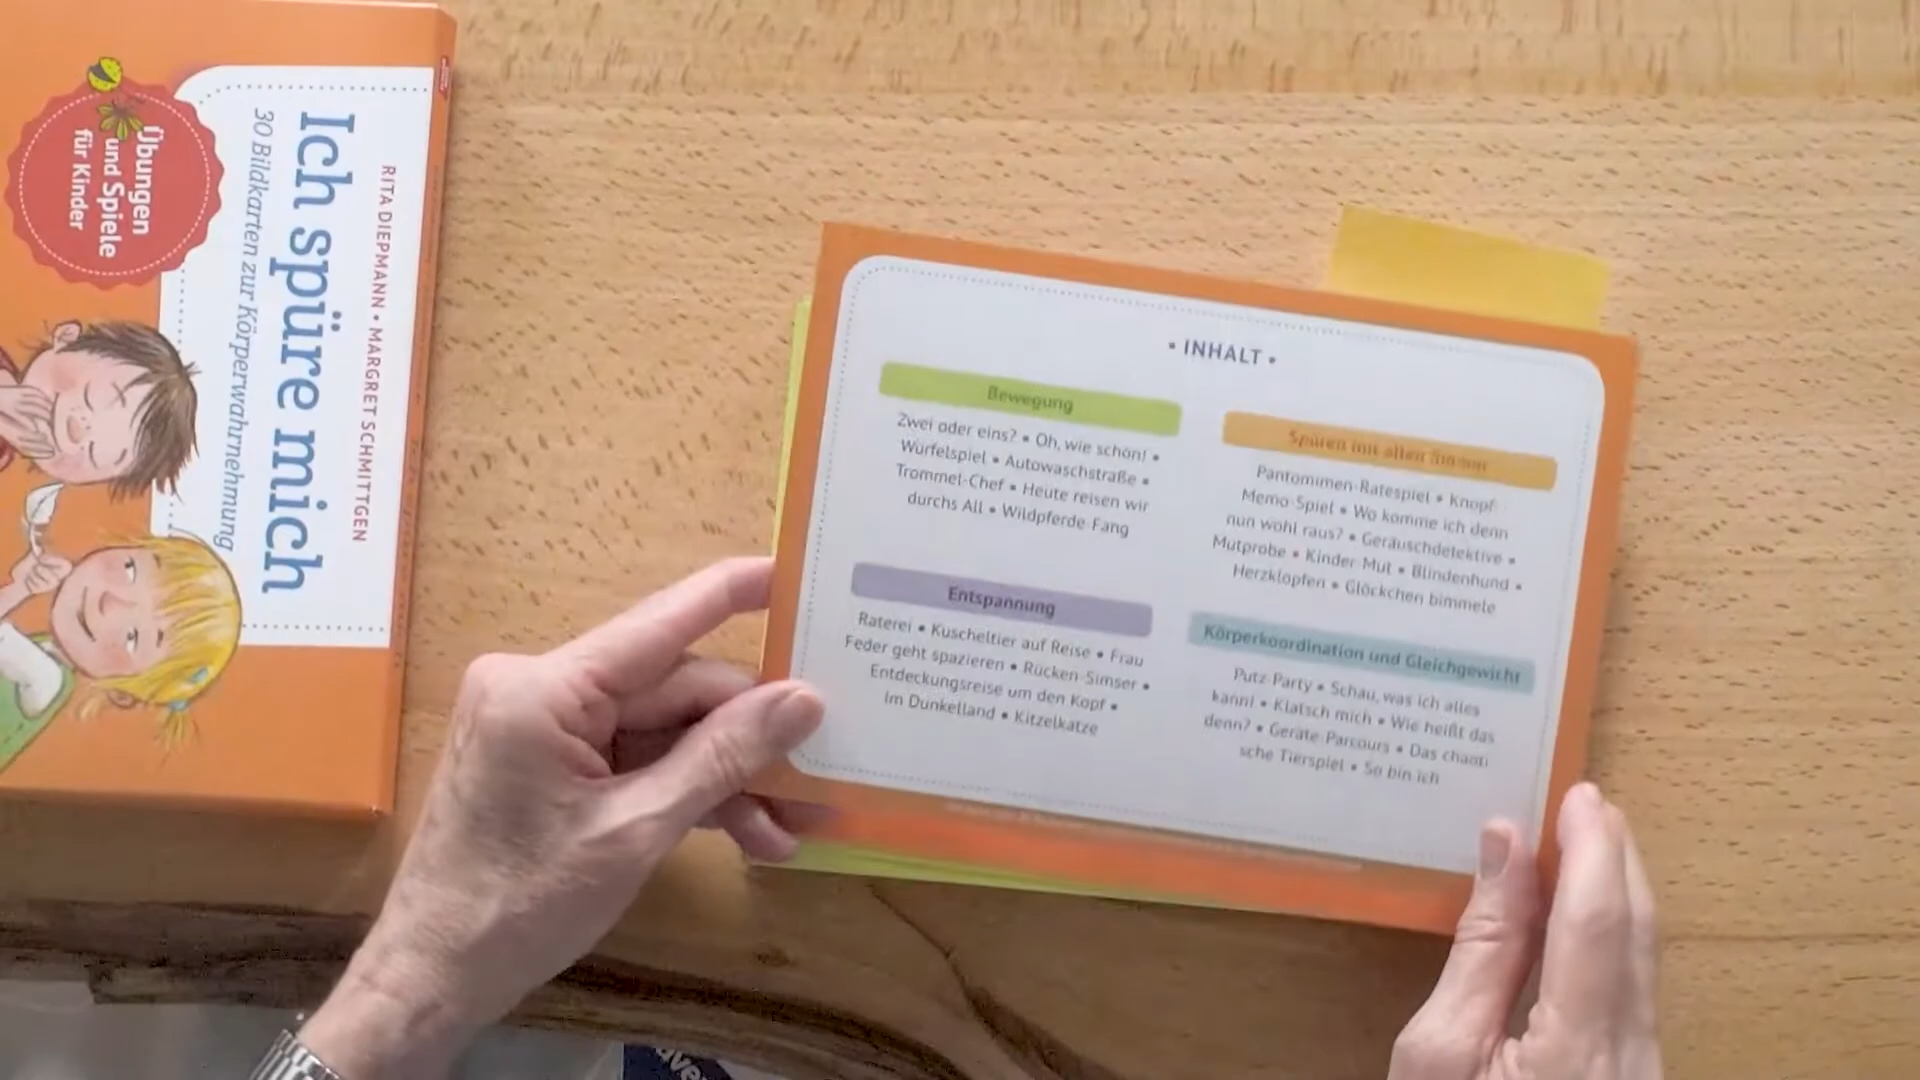 RITA DIEPMANN • MARGRET SCHMITTGEN
Ich spüre mich
30 Bildkarten zur Körperwahrnehmung
Übungen
und Spiele
für Kinder
• INHALT •
Bewegung
Zwei oder eins? • Oh, wie schön! •
Würfelspiel • Autowaschstraße •
Trommel-Chef • Heute reisen wir
durchs All • Wildpferde-Fang
Spüren mit allen Sinnen
Pantomimen-Ratespiel • Knopf-
Memo-Spiel • Wo komme ich denn
nun wohl raus? • Geräuschdetektive •
Mutprobe • Kinder-Mut • Blindenhund •
Herzklopfen • Glöckchen bimmele
Entspannung
Raterei • Kuscheltier auf Reise • Frau
Feder geht spazieren • Rücken-Simser •
Entdeckungsreise um den Kopf •
Im Dunkelland • Kitzelkatze
Körperkoordination und Gleichgewicht
Putz-Party • Schau, was ich alles
kann! • Klatsch mich • Wie heißt das
denn? • Geräte-Parcours • Das chaoti-
sche Tierspiel • So bin ich